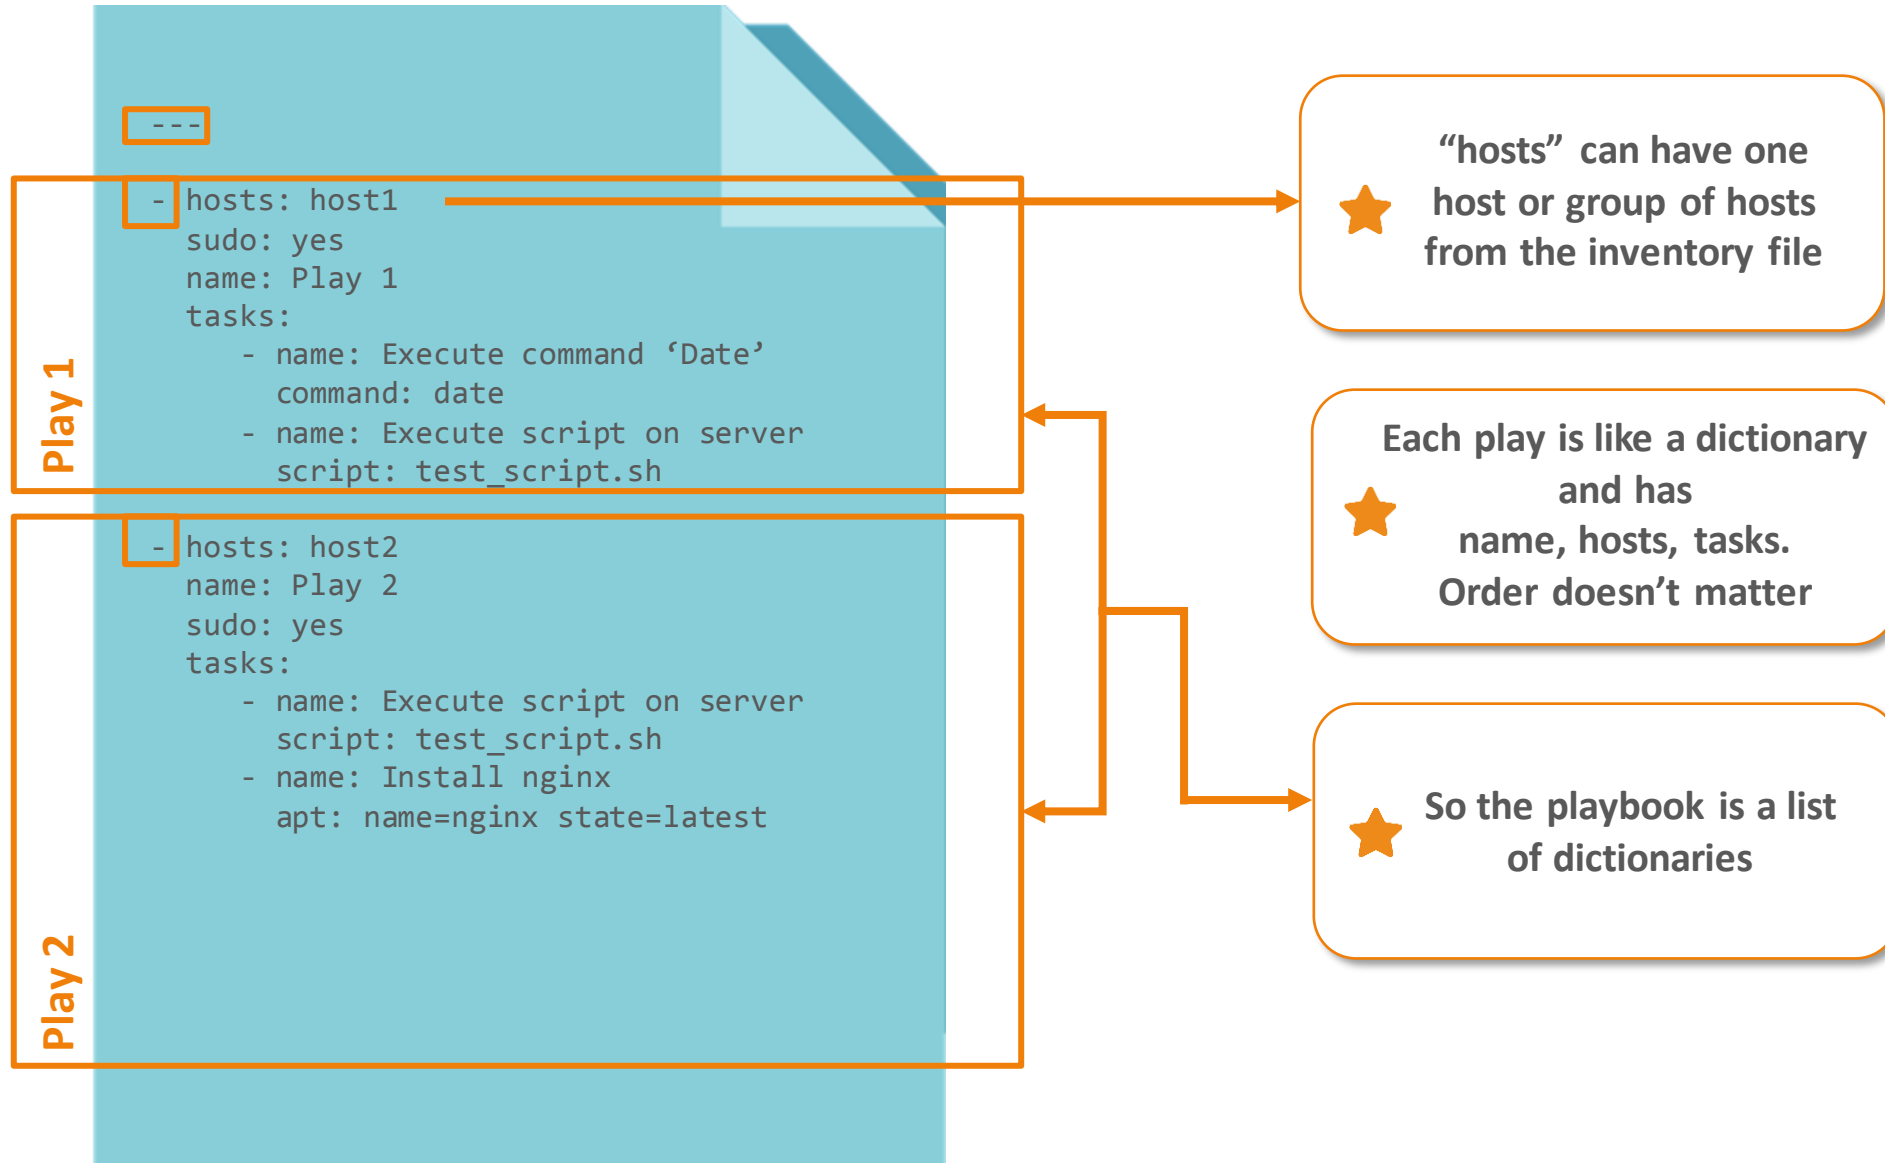 ---
- hosts: host1
sudo: yes
name: Play 1
tasks:
- name: Execute command ‘Date’
command: date
- name: Execute script on server
script: test_script.sh
Play 1
- hosts: host2
name: Play 2
sudo: yes
tasks:
- name: Execute script on server
script: test_script.sh
- name: Install nginx
apt: name=nginx state=latest
Play 2
“hosts” can have one
host or group of hosts
from the inventory file
Each play is like a dictionary
and has
name, hosts, tasks.
Order doesn’t matter
So the playbook is a list
of dictionaries